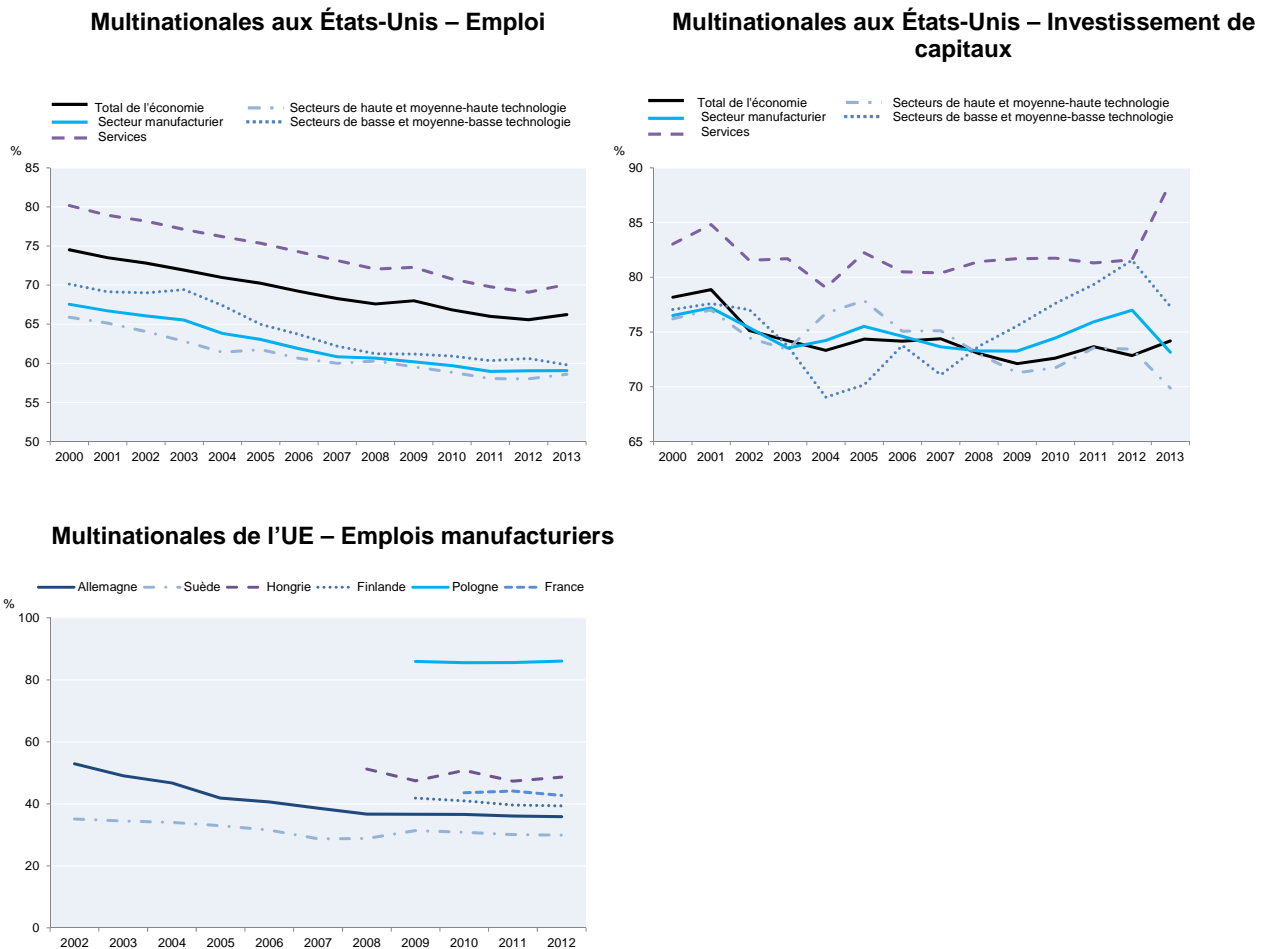 Multinationales aux États-Unis – Emploi
Total de l'économie
Secteurs de haute et moyenne-haute technologie
Secteur manufacturier
Secteurs de basse et moyenne-basse technologie
Services
%
85
80
75
70
65
60
55
50
2000 2001 2002 2003 2004 2005 2006 2007 2008 2009 2010 2011 2012 2013
Multinationales aux États-Unis – Investissement de
capitaux
Total de l'économie
Secteurs de haute et moyenne-haute technologie
Secteur manufacturier
Secteurs de basse et moyenne-basse technologie
Services
%
90
85
80
75
70
65
2000 2001 2002 2003 2004 2005 2006 2007 2008 2009 2010 2011 2012 2013
Multinationales de l'UE – Emplois manufacturiers
Allemagne Suède Hongrie Finlande Pologne France
%
100
80
60
40
20
0
2002 2003 2004 2005 2006 2007 2008 2009 2010 2011 2012